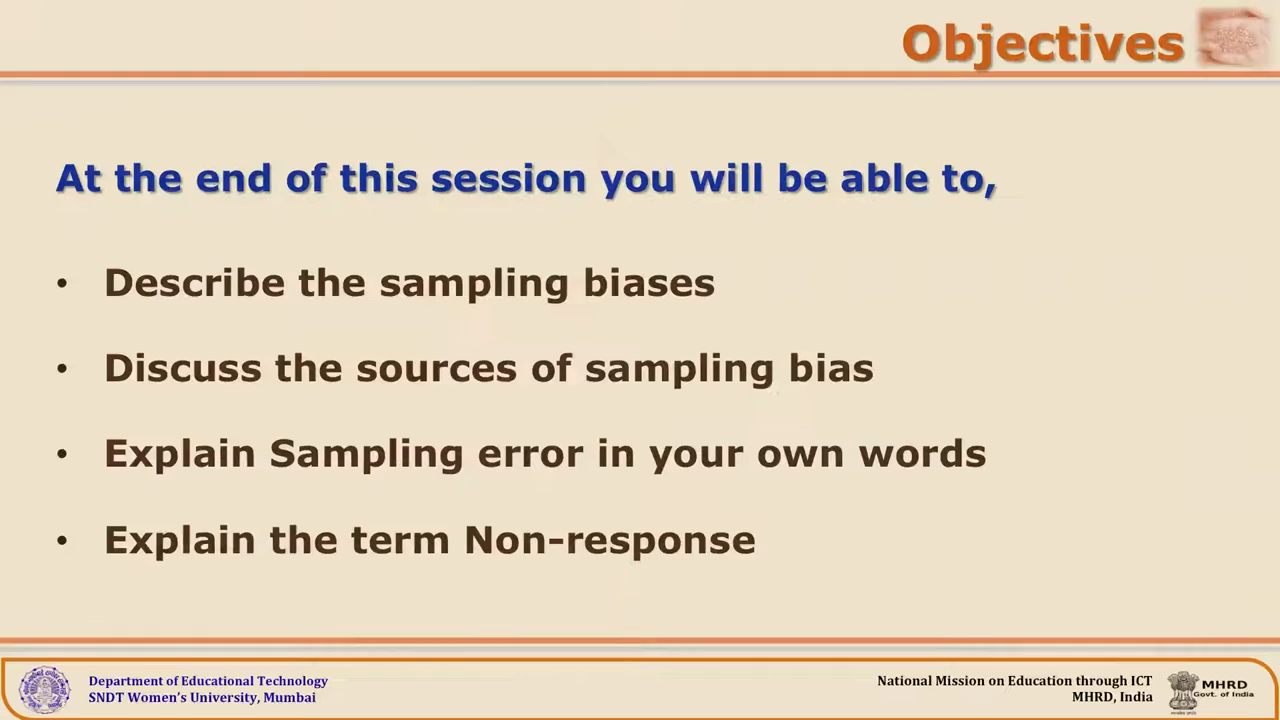 Objectives
At the end of this session you will be able to,
• Describe the sampling biases
• Discuss the sources of sampling bias
• Explain Sampling error in your own words
• Explain the term Non-response
Department of Educational Technology
SNDT Women's University, Mumbai
National Mission on Education through ICT
MHRD, India
MHRD
Govt. of India